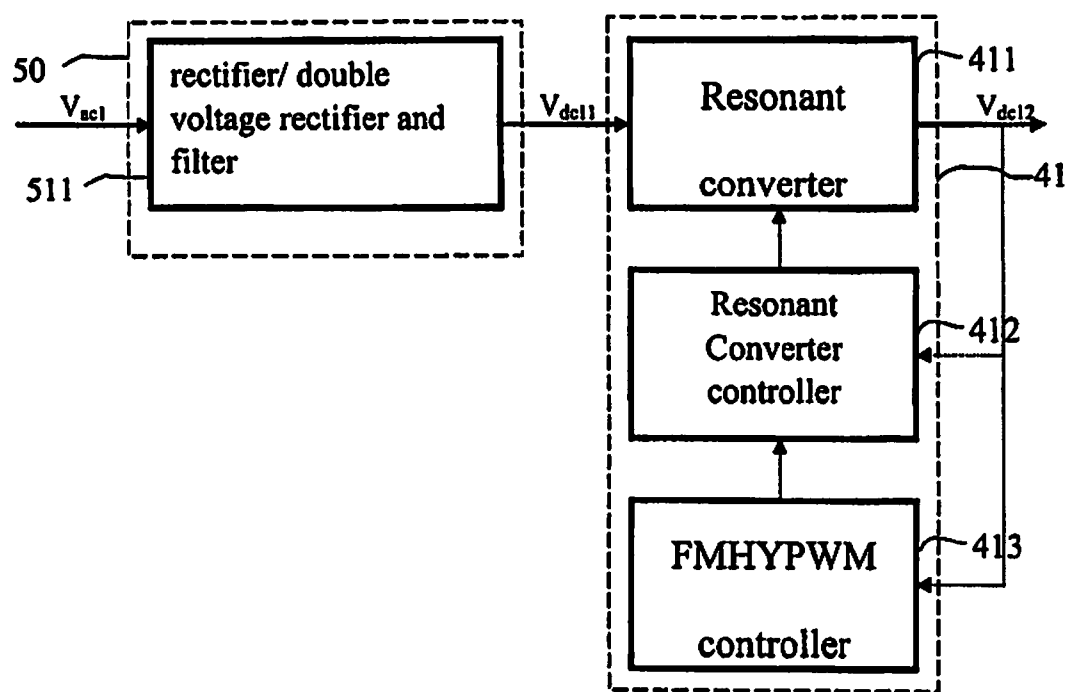 50
V_ac1
rectifier/ double
voltage rectifier and
filter
511
V_dc11
Resonant
converter
411
V_dc12
41
Resonant
Converter
controller
412
FMHYPWM
controller
413